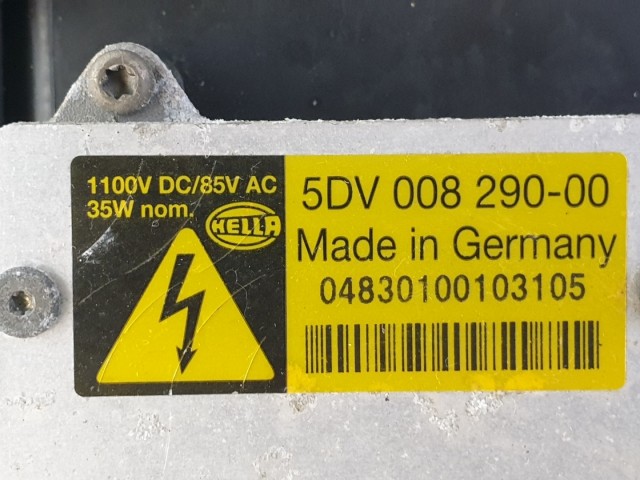 1100V DC/85V AC
35W nom.
HELLA
5DV 008 290-00
Made in Germany
04830100103105